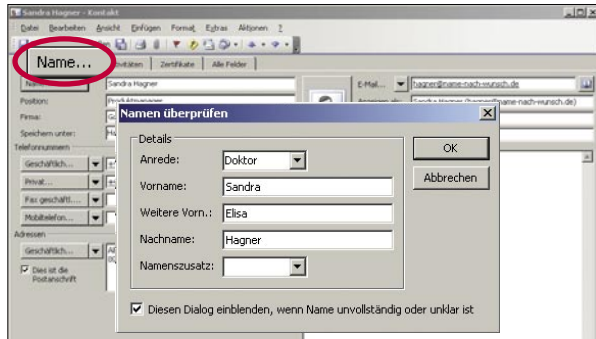 Sandra Hagner - Kontakt
Datei Bearbeiten Ansicht Einfügen Format Extras Aktionen ?
Name...
Zertifikate Alle Felder
Sandra Hagner
E-Mail... hagner@name-nach-wunsch.de
Position: Produktmanager
Sandra Hagner (hagner@name-nach-wunsch.de)
Firma:
Speichern unter:
Telefonnummern
Geschäftlich...
Privat...
Fax geschäftl....
Mobiltelefon...
Adressen
Geschäftlich...
Dies ist die
Postanschrift
Namen überprüfen
Details
Anrede: Doktor
Vorname: Sandra
Weitere Vorn.: Elisa
Nachname: Hagner
Namenszusatz:
OK
Abbrechen
Diesen Dialog einblenden, wenn Name unvollständig oder unklar ist